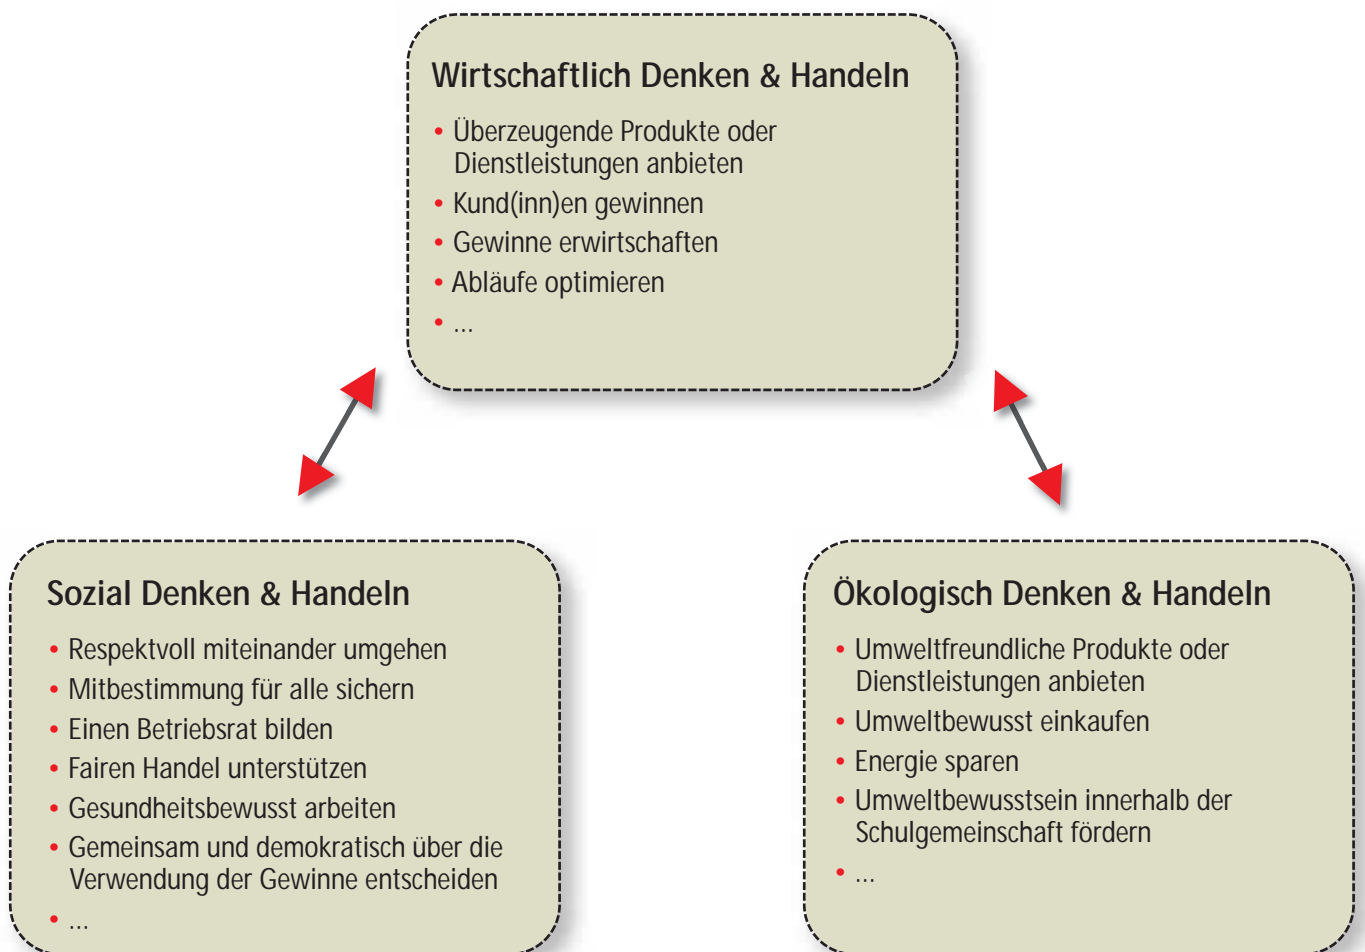 Wirtschaftlich Denken & Handeln
• Überzeugende Produkte oder
Dienstleistungen anbieten
• Kund(inn)en gewinnen
• Gewinne erwirtschaften
• Abläufe optimieren
• ...
Sozial Denken & Handeln
• Respektvoll miteinander umgehen
• Mitbestimmung für alle sichern
• Einen Betriebsrat bilden
• Fairen Handel unterstützen
• Gesundheitsbewusst arbeiten
• Gemeinsam und demokratisch über die
Verwendung der Gewinne entscheiden
• ...
Ökologisch Denken & Handeln
• Umweltfreundliche Produkte oder
Dienstleistungen anbieten
• Umweltbewusst einkaufen
• Energie sparen
• Umweltbewusstsein innerhalb der
Schulgemeinschaft fördern
• ...